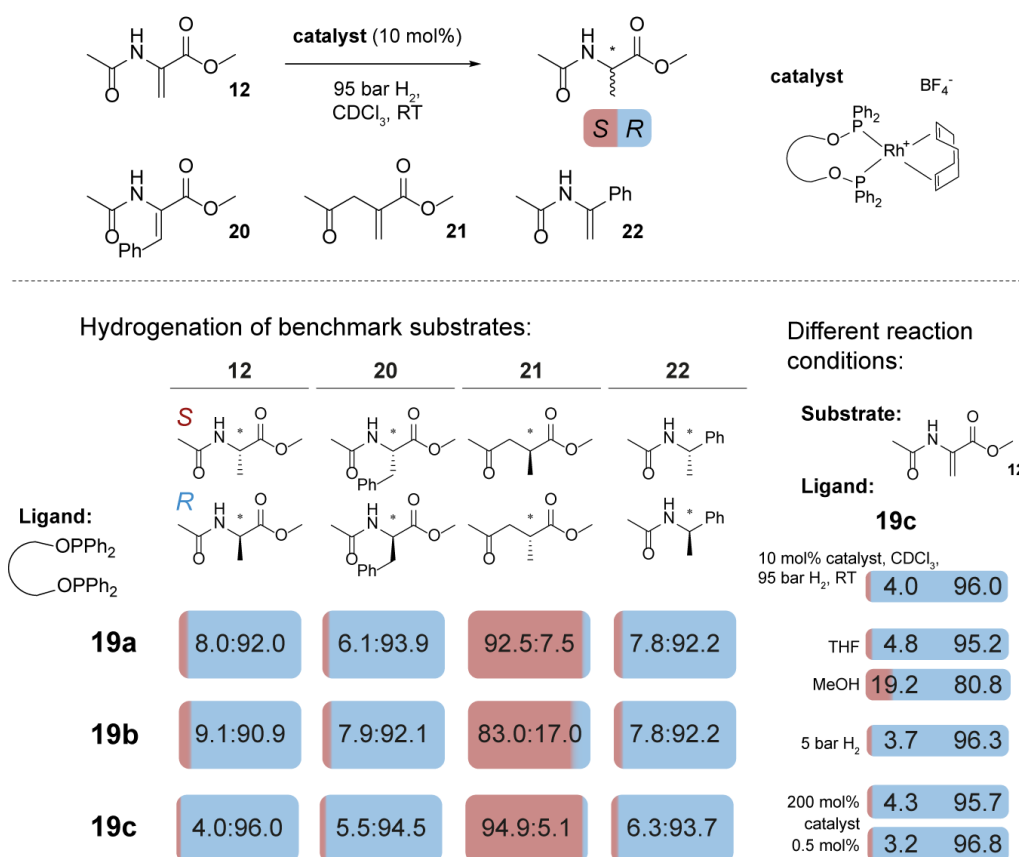 catalyst (10 mol%)
95 bar H2,
CDCl3, RT
H
N
O
O
O
12
H
N
*
O
O
O
S R
catalyst
BF4-
Ph2
P
O
Rh+
O
P
Ph2
H
N
O
O
O
Ph
20
O
O
O
21
H
N
Ph
O
22
Hydrogenation of benchmark substrates:
Different reaction
conditions:
12 20 21 22
Substrate:
H
N
O
O
O
12
Ligand:
19c
S
H
N
*
O
O
O
H
N
*
O
O
O
Ph
*
O
O
O
H
N
*
Ph
O
R
H
N
*
O
O
O
H
N
*
O
O
O
Ph
*
O
O
O
H
N
*
Ph
O
Ligand:
OPPh2
OPPh2
19a 8.0:92.0 6.1:93.9 92.5:7.5 7.8:92.2
19b 9.1:90.9 7.9:92.1 83.0:17.0 7.8:92.2
19c 4.0:96.0 5.5:94.5 94.9:5.1 6.3:93.7
10 mol% catalyst, CDCl3,
95 bar H2, RT 4.0 96.0
THF 4.8 95.2
MeOH 19.2 80.8
5 bar H2 3.7 96.3
200 mol% 4.3 95.7
catalyst
0.5 mol% 3.2 96.8